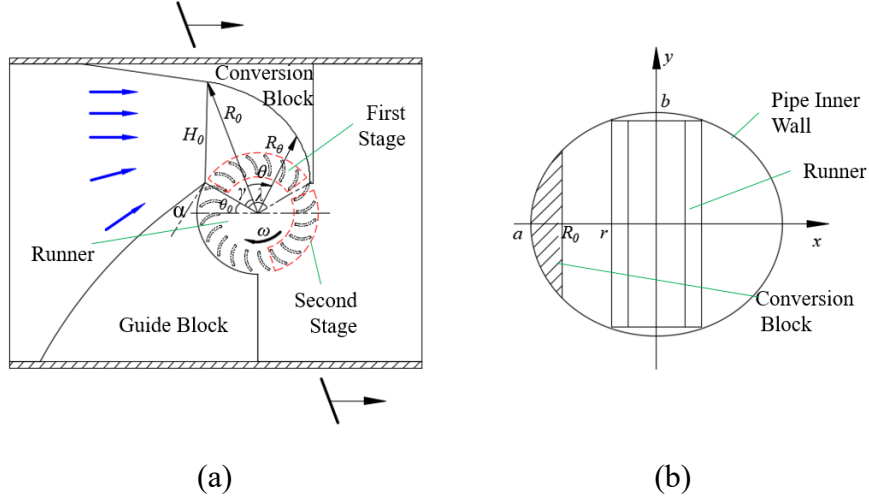 Conversion
Block
R0
First
Stage
H0
Rθ
θ
γ
λ
α
θ0
Runner
ω
Second
Stage
Guide Block
(a)
y
b
Pipe Inner
Wall
Runner
a
R0
r
x
Conversion
Block
(b)